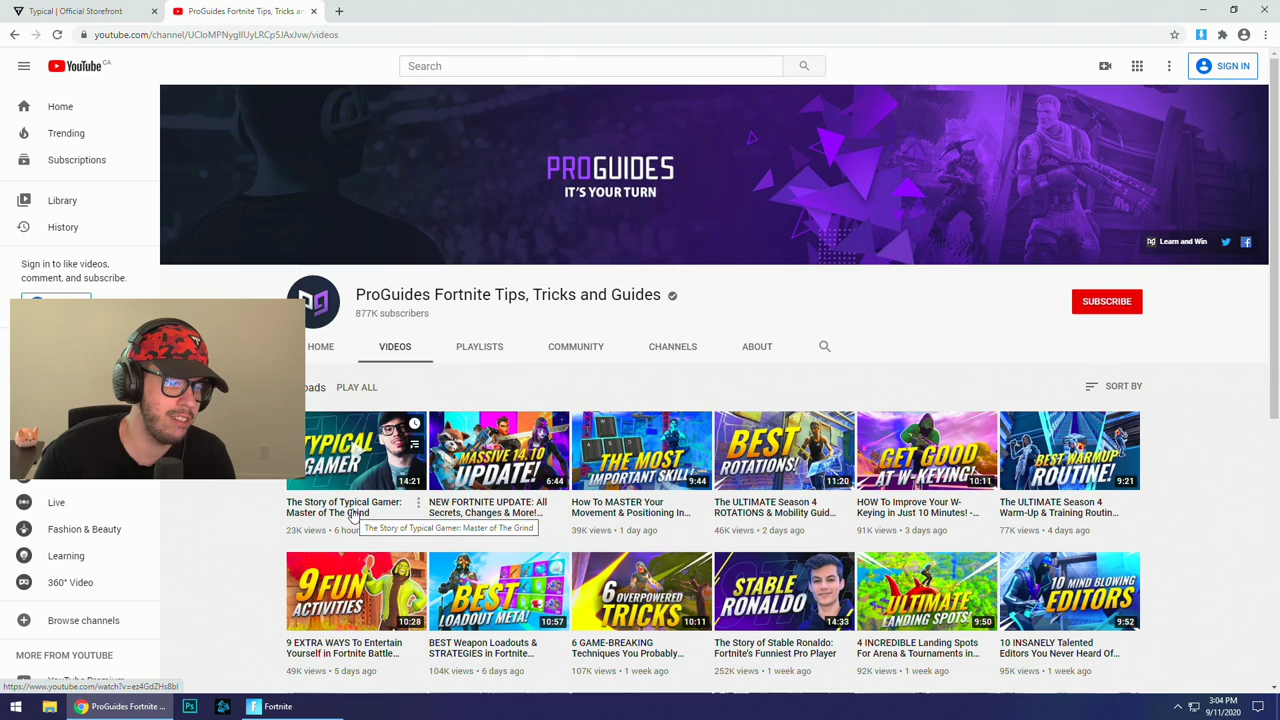 Typical | Official Storefront
ProGuides Fortnite Tips, Tricks an
youtube.com/channel/UCIoMPNyglIUyLRCp5JAxJvw/videos
YouTube CA
Search
SIGN IN
Home
Trending
Subscriptions
Library
History
Sign in to like videos,
comment, and subscribe.
Live
Fashion & Beauty
Learning
360° Video
Browse channels
MORE FROM YOUTUBE
PROGUIDES
IT'S YOUR TURN
Learn and Win
ProGuides Fortnite Tips, Tricks and Guides
877K subscribers
SUBSCRIBE
HOME
VIDEOS
PLAYLISTS
COMMUNITY
CHANNELS
ABOUT
oads
PLAY ALL
SORT BY
TYPICAL
GAMER
14:21
The Story of Typical Gamer:
Master of The Grind
23K views • 6 hour
The Story of Typical Gamer: Master of The Grind
MASSIVE 14.10
UPDATE!
6:44
NEW FORTNITE UPDATE: All
Secrets, Changes & More!...
W
A S D
THE MOST
IMPORTANT SKILL!
9:44
How To MASTER Your
Movement & Positioning In...
39K views • 1 day ago
BEST
ROTATIONS!
11:20
The ULTIMATE Season 4
ROTATIONS & Mobility Guid...
46K views • 2 days ago
GET GOOD
AT W-KEYING!
10:11
HOW To Improve Your W-
Keying in Just 10 Minutes! -...
91K views • 3 days ago
BEST WARMUP
ROUTINE!
9:21
The ULTIMATE Season 4
Warm-Up & Training Routin...
77K views • 4 days ago
9 FUN
ACTIVITIES
10:28
9 EXTRA WAYS To Entertain
Yourself in Fortnite Battle...
49K views • 5 days ago
BEST
LOADOUT META!
10:57
BEST Weapon Loadouts &
STRATEGIES in Fortnite...
104K views • 6 days ago
6 OVERPOWERED
TRICKS
10:11
6 GAME-BREAKING
Techniques You Probably...
107K views • 1 week ago
STABLE
RONALDO
14:33
The Story of Stable Ronaldo:
Fortnite's Funniest Pro Player
252K views • 1 week ago
ULTIMATE
LANDING SPOTS!
9:50
4 INCREDIBLE Landing Spots
For Arena & Tournaments in...
92K views • 1 week ago
10 MIND BLOWING
EDITORS
9:52
10 INSANELY Talented
Editors You Never Heard Of...
95K views • 1 week ago
https://www.youtube.com/watch?v=ez4GdZHs8bI
ProGuides Fortnite ...
Ps
Fortnite
3:04 PM
9/11/2020